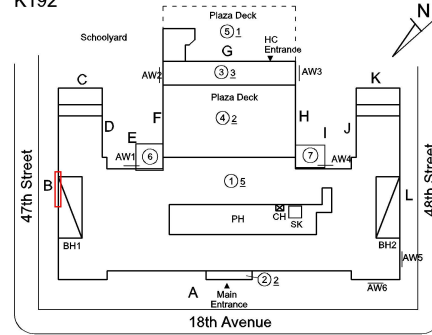 K192
N
Plaza Deck
Schoolyard
⑤ 1
G
HC
Entrance
AW2
③ 3
AW3
C
K
Plaza Deck
D
F
④ 2
H
J
E
I
AW1
⑥
⑦
AW4
47th Street
48th Street
B
① 5
L
PH
CH
SK
BH1
BH2
AW5
② 2
A
Main
Entrance
AW6
18th Avenue